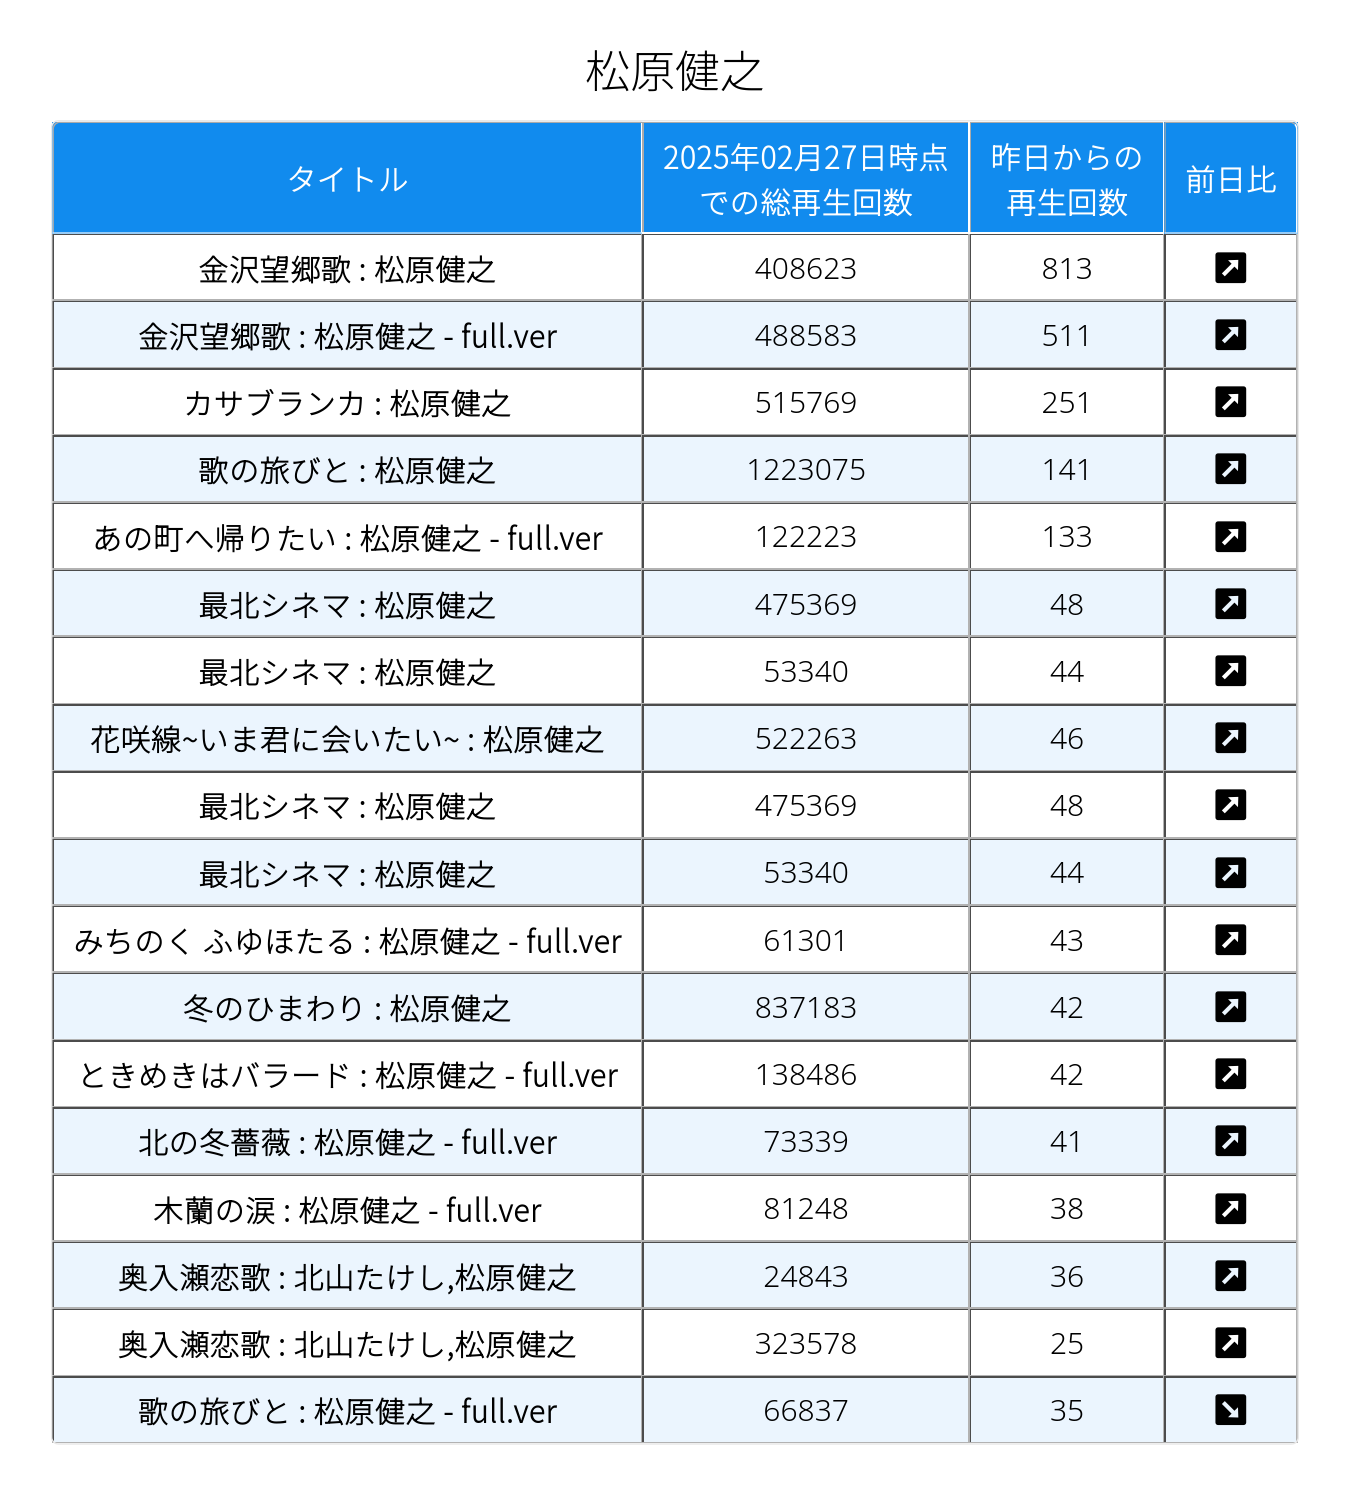 松原健之
タイトル 2025年02月27日時点 昨日からの 前日比
での総再生回数 再生回数
金沢望郷歌 : 松原健之 408623 813
金沢望郷歌 : 松原健之 - full.ver 488583 511
カサブランカ : 松原健之 515769 251
歌の旅びと : 松原健之 1223075 141
あの町へ帰りたい : 松原健之 - full.ver 122223 133
最北シネマ : 松原健之 475369 48
最北シネマ : 松原健之 53340 44
花咲線~いま君に会いたい~ : 松原健之 522263 46
最北シネマ : 松原健之 475369 48
最北シネマ : 松原健之 53340 44
みちのく ふゆほたる : 松原健之 - full.ver 61301 43
冬のひまわり : 松原健之 837183 42
ときめきはバラード : 松原健之 - full.ver 138486 42
北の冬薔薇 : 松原健之 - full.ver 73339 41
木蘭の涙 : 松原健之 - full.ver 81248 38
奥入瀬恋歌 : 北山たけし,松原健之 24843 36
奥入瀬恋歌 : 北山たけし,松原健之 323578 25
歌の旅びと : 松原健之 - full.ver 66837 35